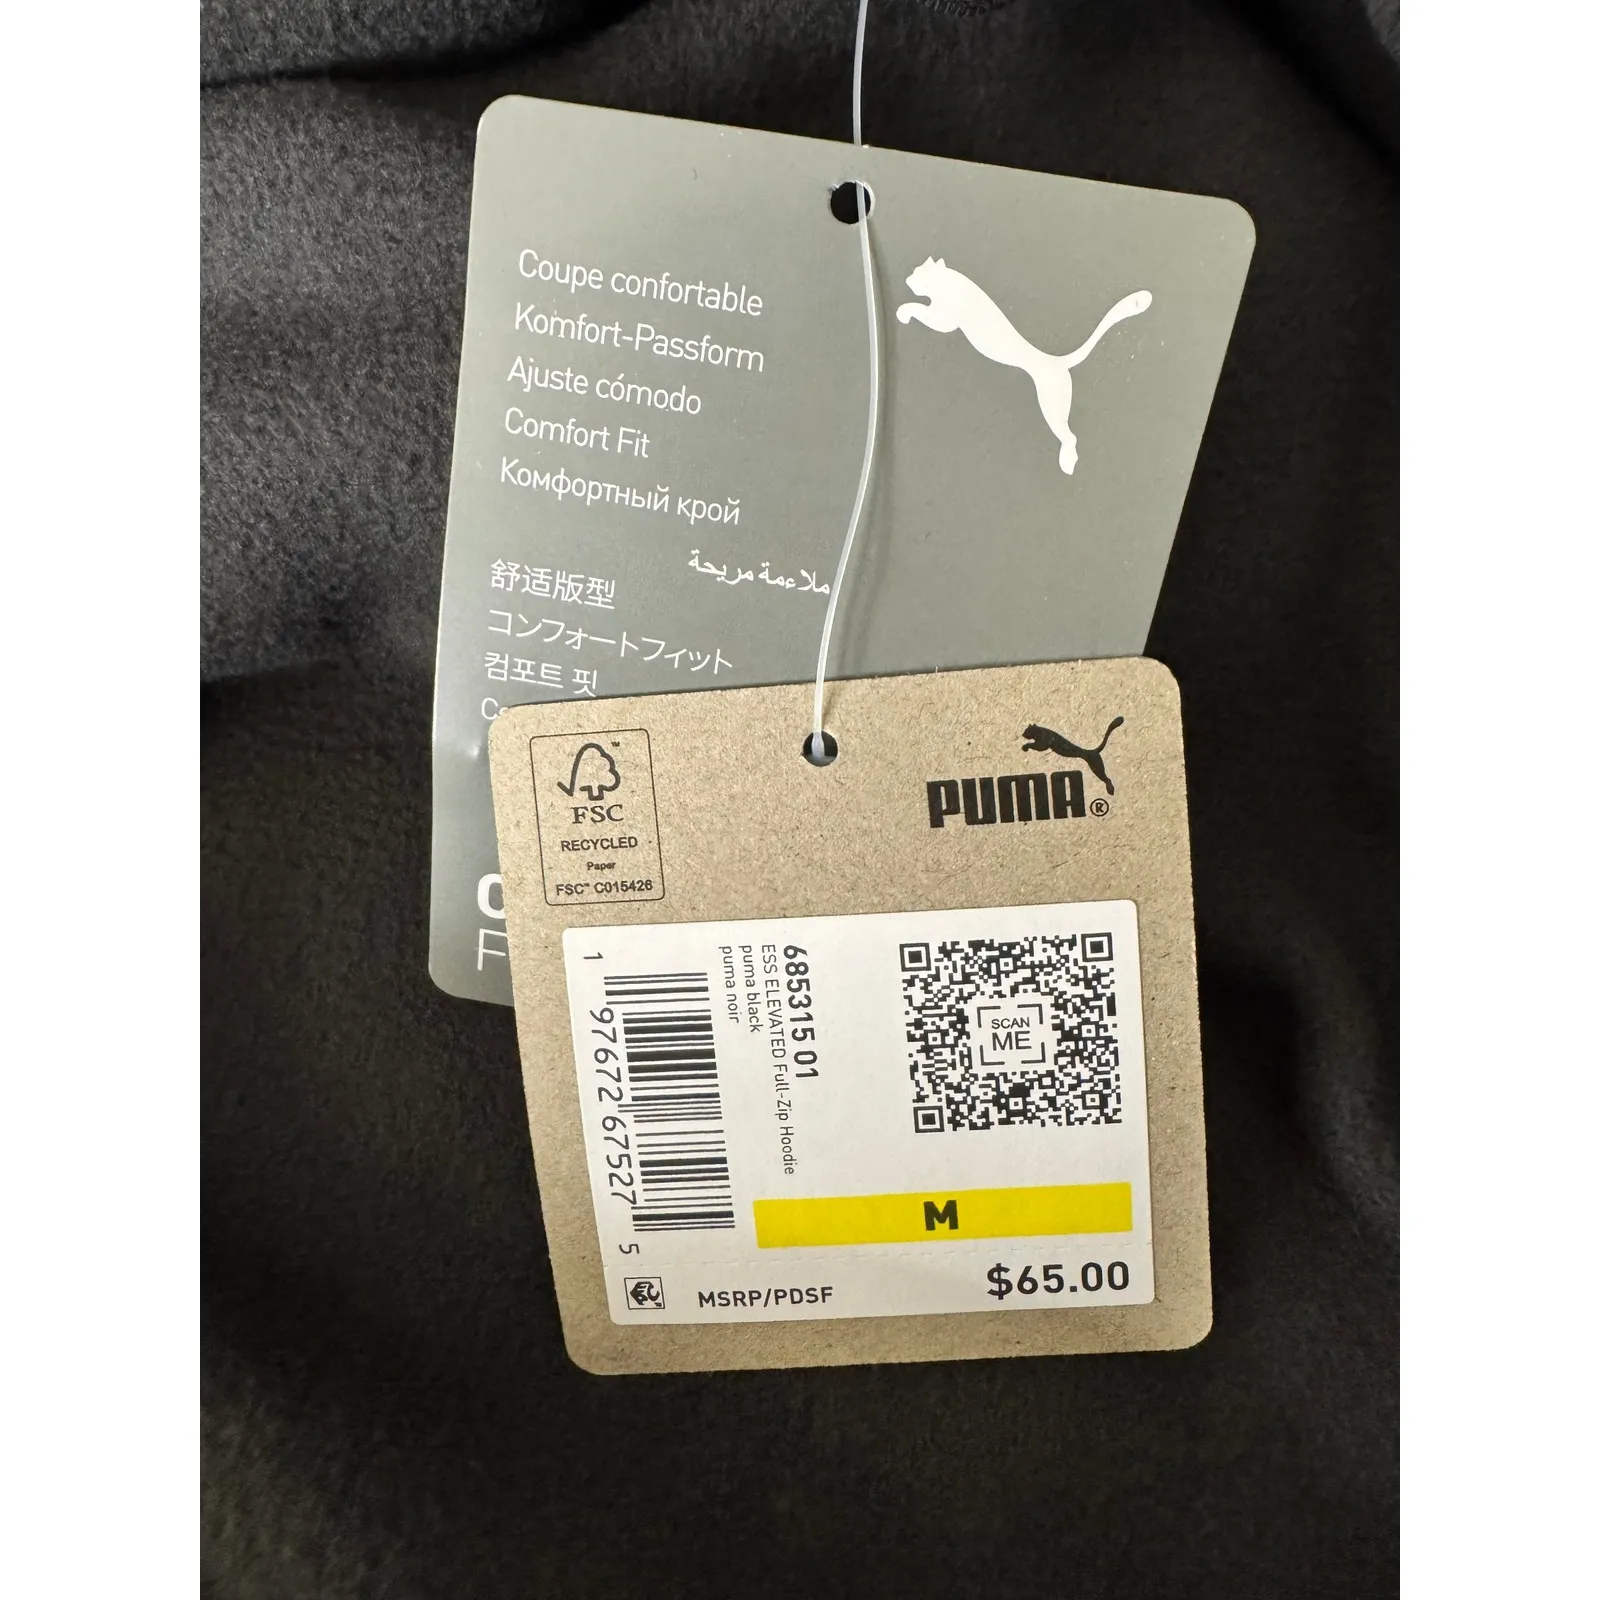 Coupe confortable
Komfort-Passform
Ajuste cómodo
Comfort Fit
Комфортный крой
ملاءمة مريحة
舒适版型
コンフォートフィット
컴포트 핏
FSC
RECYCLED
Paper
FSC™ C015426
PUMA®
685315 01
ESS ELEVATED Full-Zip Hoodie
puma black
puma noir
1 97672 67527 5
SCAN
ME
M
MSRP/PDSF
$65.00